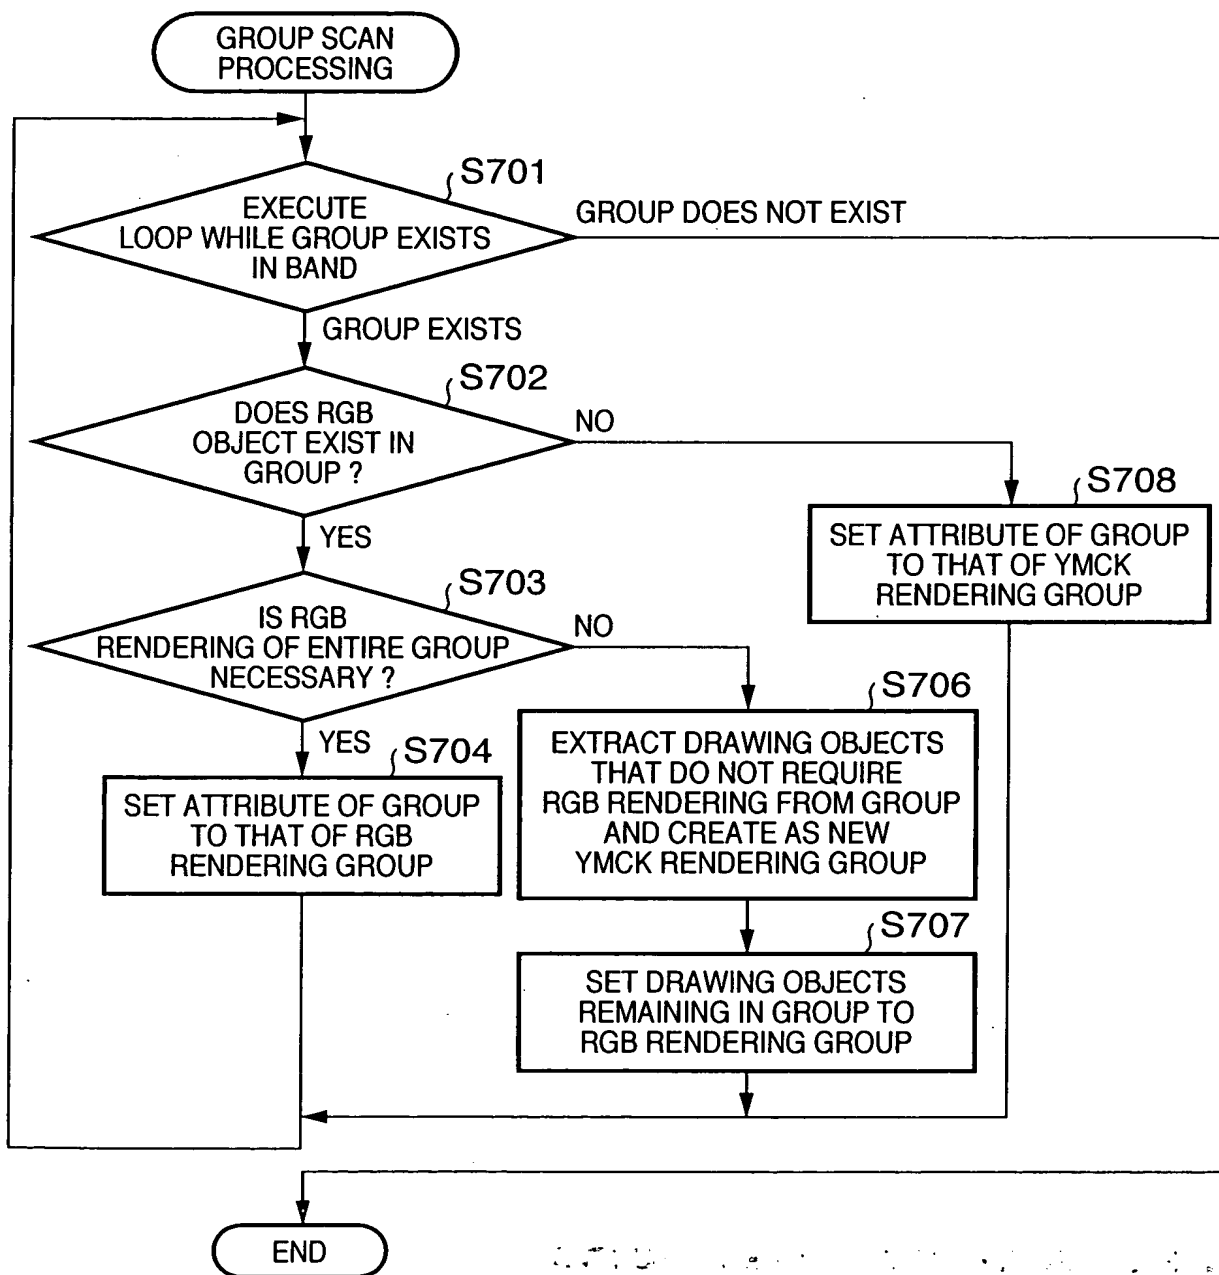 GROUP SCAN
PROCESSING
S701
EXECUTE
LOOP WHILE GROUP EXISTS
IN BAND
GROUP DOES NOT EXIST
GROUP EXISTS
S702
DOES RGB
OBJECT EXIST IN
GROUP ?
NO
YES
S708
SET ATTRIBUTE OF GROUP
TO THAT OF YMCK
RENDERING GROUP
S703
IS RGB
RENDERING OF ENTIRE GROUP
NECESSARY ?
NO
YES
S704
SET ATTRIBUTE OF GROUP
TO THAT OF RGB
RENDERING GROUP
S706
EXTRACT DRAWING OBJECTS
THAT DO NOT REQUIRE
RGB RENDERING FROM GROUP
AND CREATE AS NEW
YMCK RENDERING GROUP
S707
SET DRAWING OBJECTS
REMAINING IN GROUP TO
RGB RENDERING GROUP
END